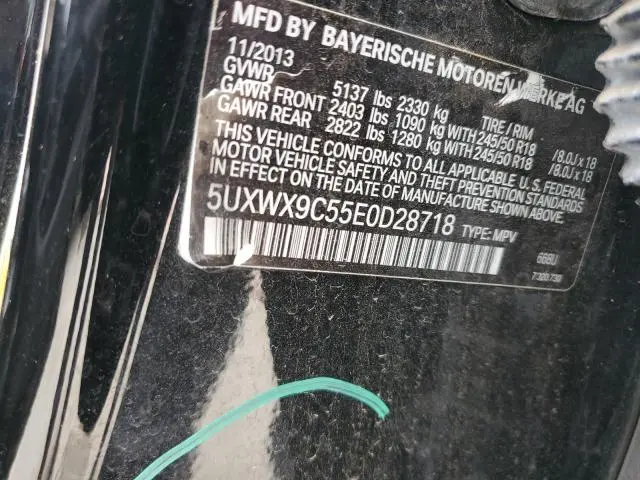 MFD BY BAYERISCHE MOTOREN WERKE AG
11/2013
GVWR 5137 lbs 2330 kg TIRE / RIM
GAWR FRONT 2403 lbs 1090 kg WITH 245/50 R18 /8.0J x 18
GAWR REAR 2822 lbs 1280 kg WITH 245/50 R18 /8.0J x 18
THIS VEHICLE CONFORMS TO ALL APPLICABLE U.S. FEDERAL
MOTOR VEHICLE SAFETY AND THEFT PREVENTION STANDARDS
IN EFFECT ON THE DATE OF MANUFACTURE SHOWN ABOVE.
5UXWX9C55E0D28718 TYPE: MPV
668U
7 320 730